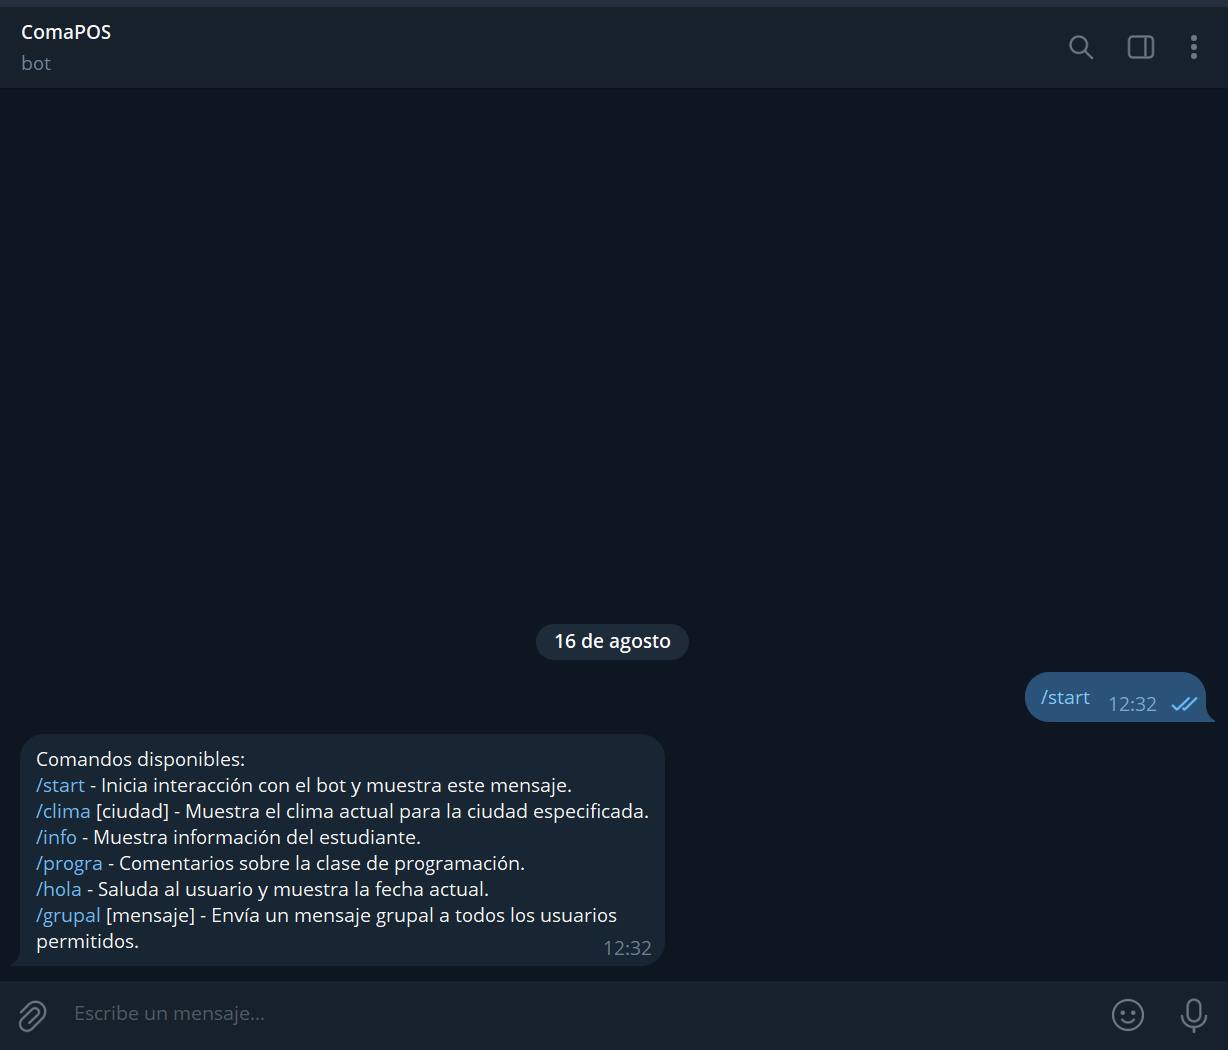 ComaPOS
bot
16 de agosto
/start 12:32
Comandos disponibles:
/start - Inicia interacción con el bot y muestra este mensaje.
/clima [ciudad] - Muestra el clima actual para la ciudad especificada.
/info - Muestra información del estudiante.
/progra - Comentarios sobre la clase de programación.
/hola - Saluda al usuario y muestra la fecha actual.
/grupal [mensaje] - Envía un mensaje grupal a todos los usuarios
permitidos.
12:32
Escribe un mensaje...